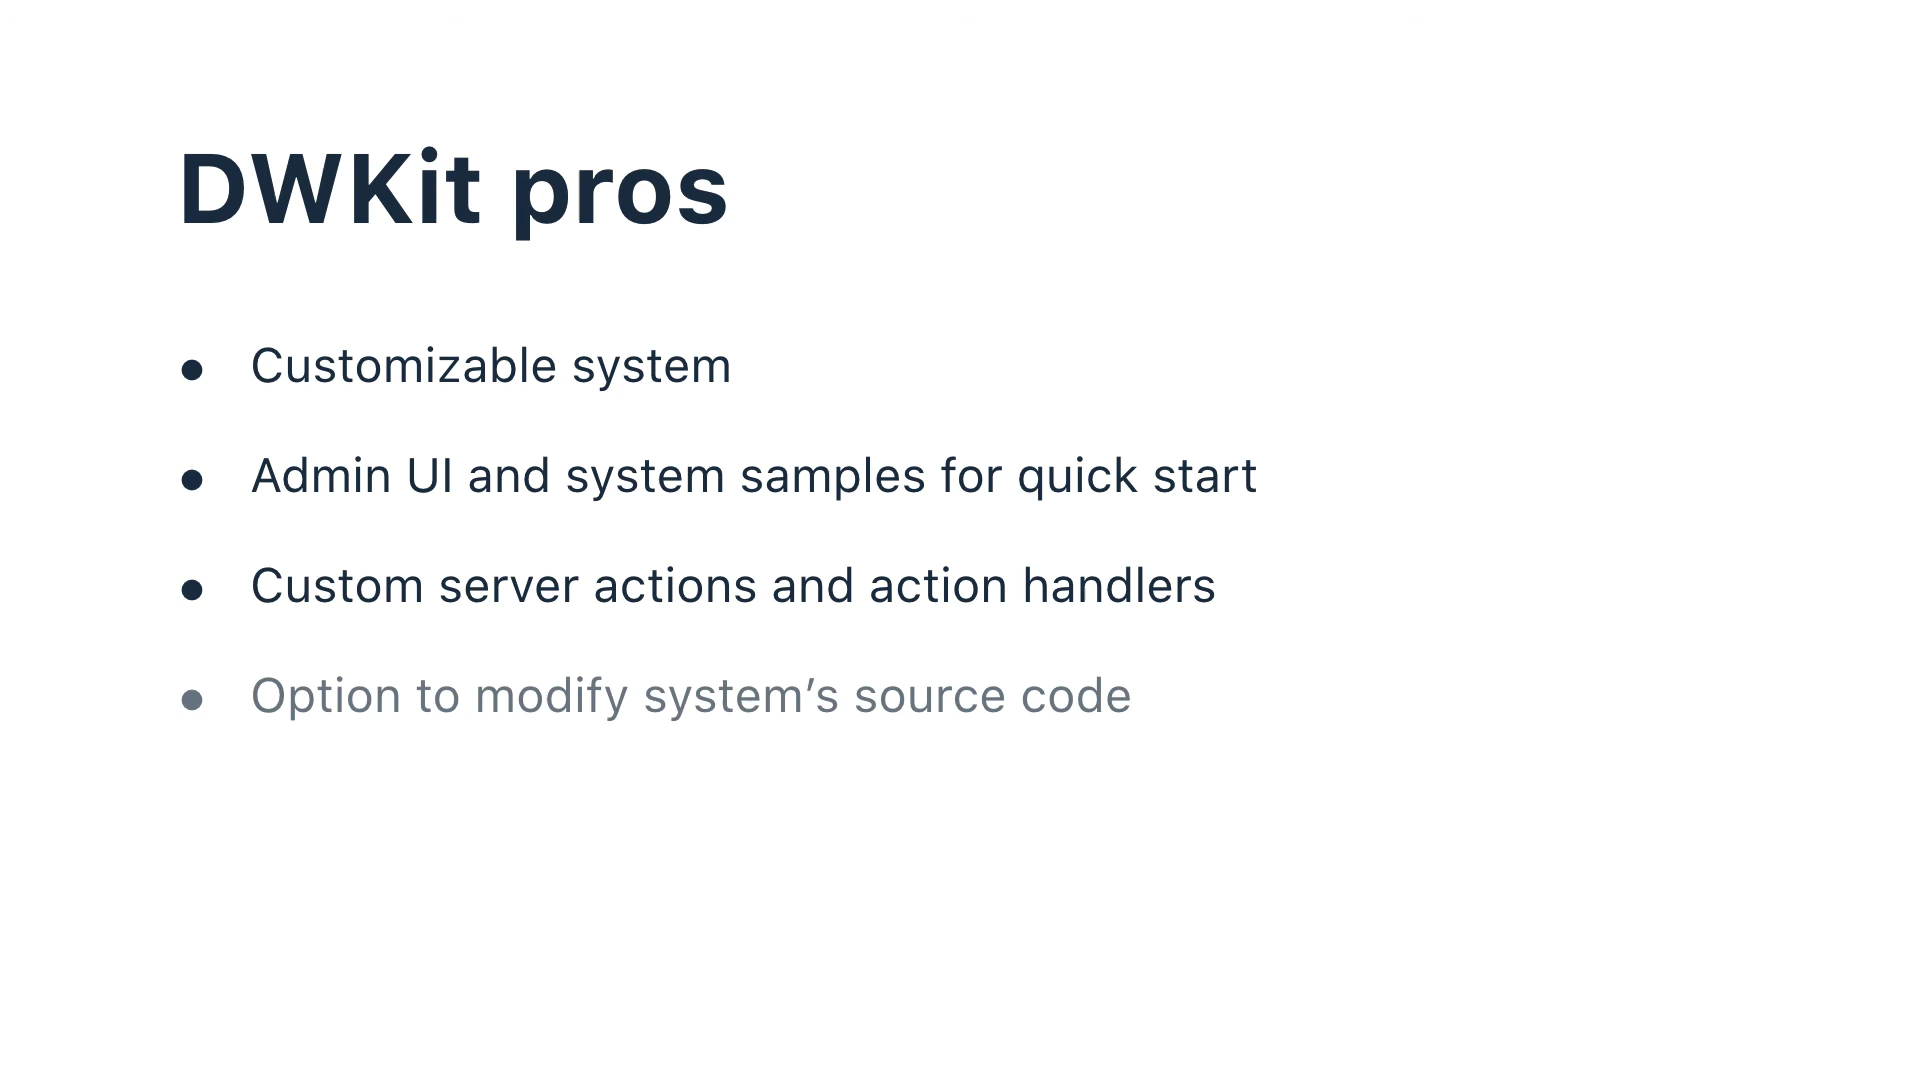 DWKit pros
● Customizable system
● Admin UI and system samples for quick start
● Custom server actions and action handlers
● Option to modify system’s source code